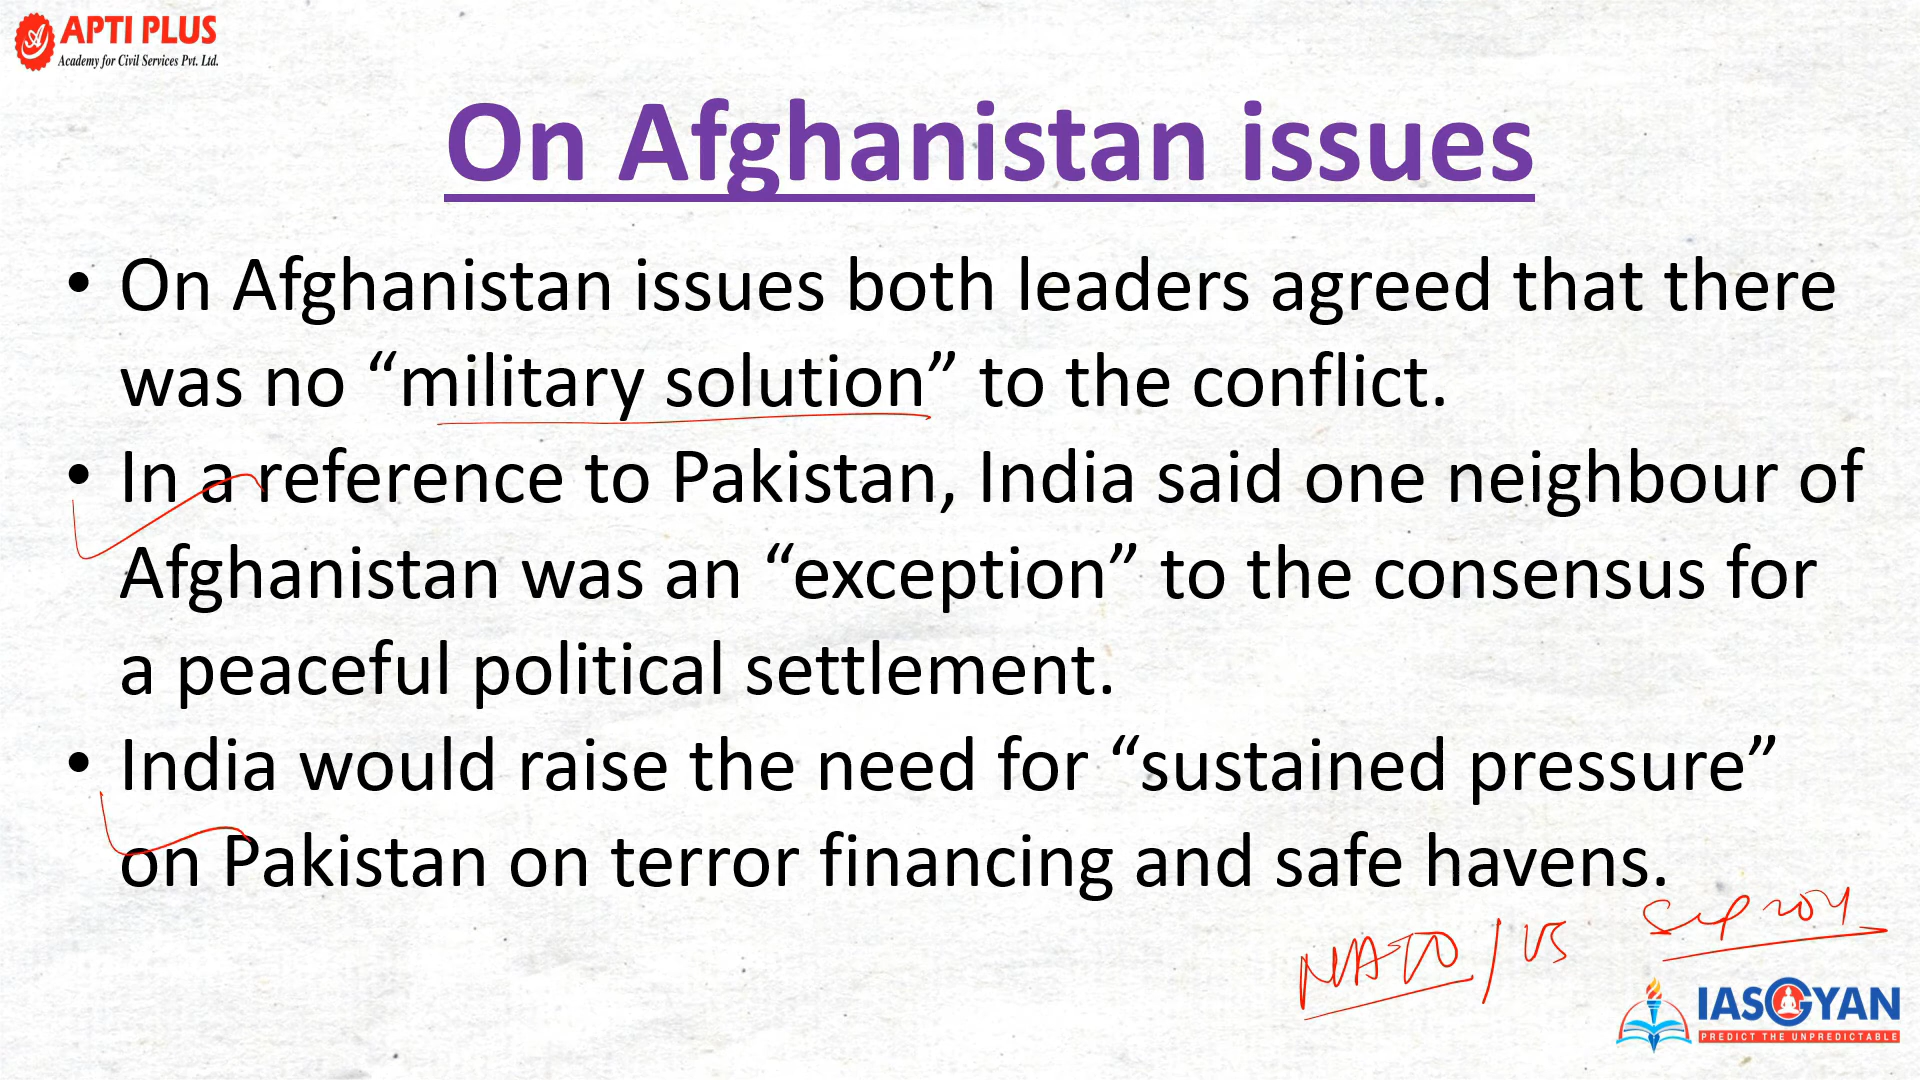 APTI PLUS
Academy for Civil Services Pvt. Ltd.
On Afghanistan issues
• On Afghanistan issues both leaders agreed that there
was no “military solution” to the conflict.
• In a reference to Pakistan, India said one neighbour of
Afghanistan was an “exception” to the consensus for
a peaceful political settlement.
• India would raise the need for “sustained pressure”
on Pakistan on terror financing and safe havens.
NATO / US
IASGYAN
PREDICT THE UNPREDICTABLE